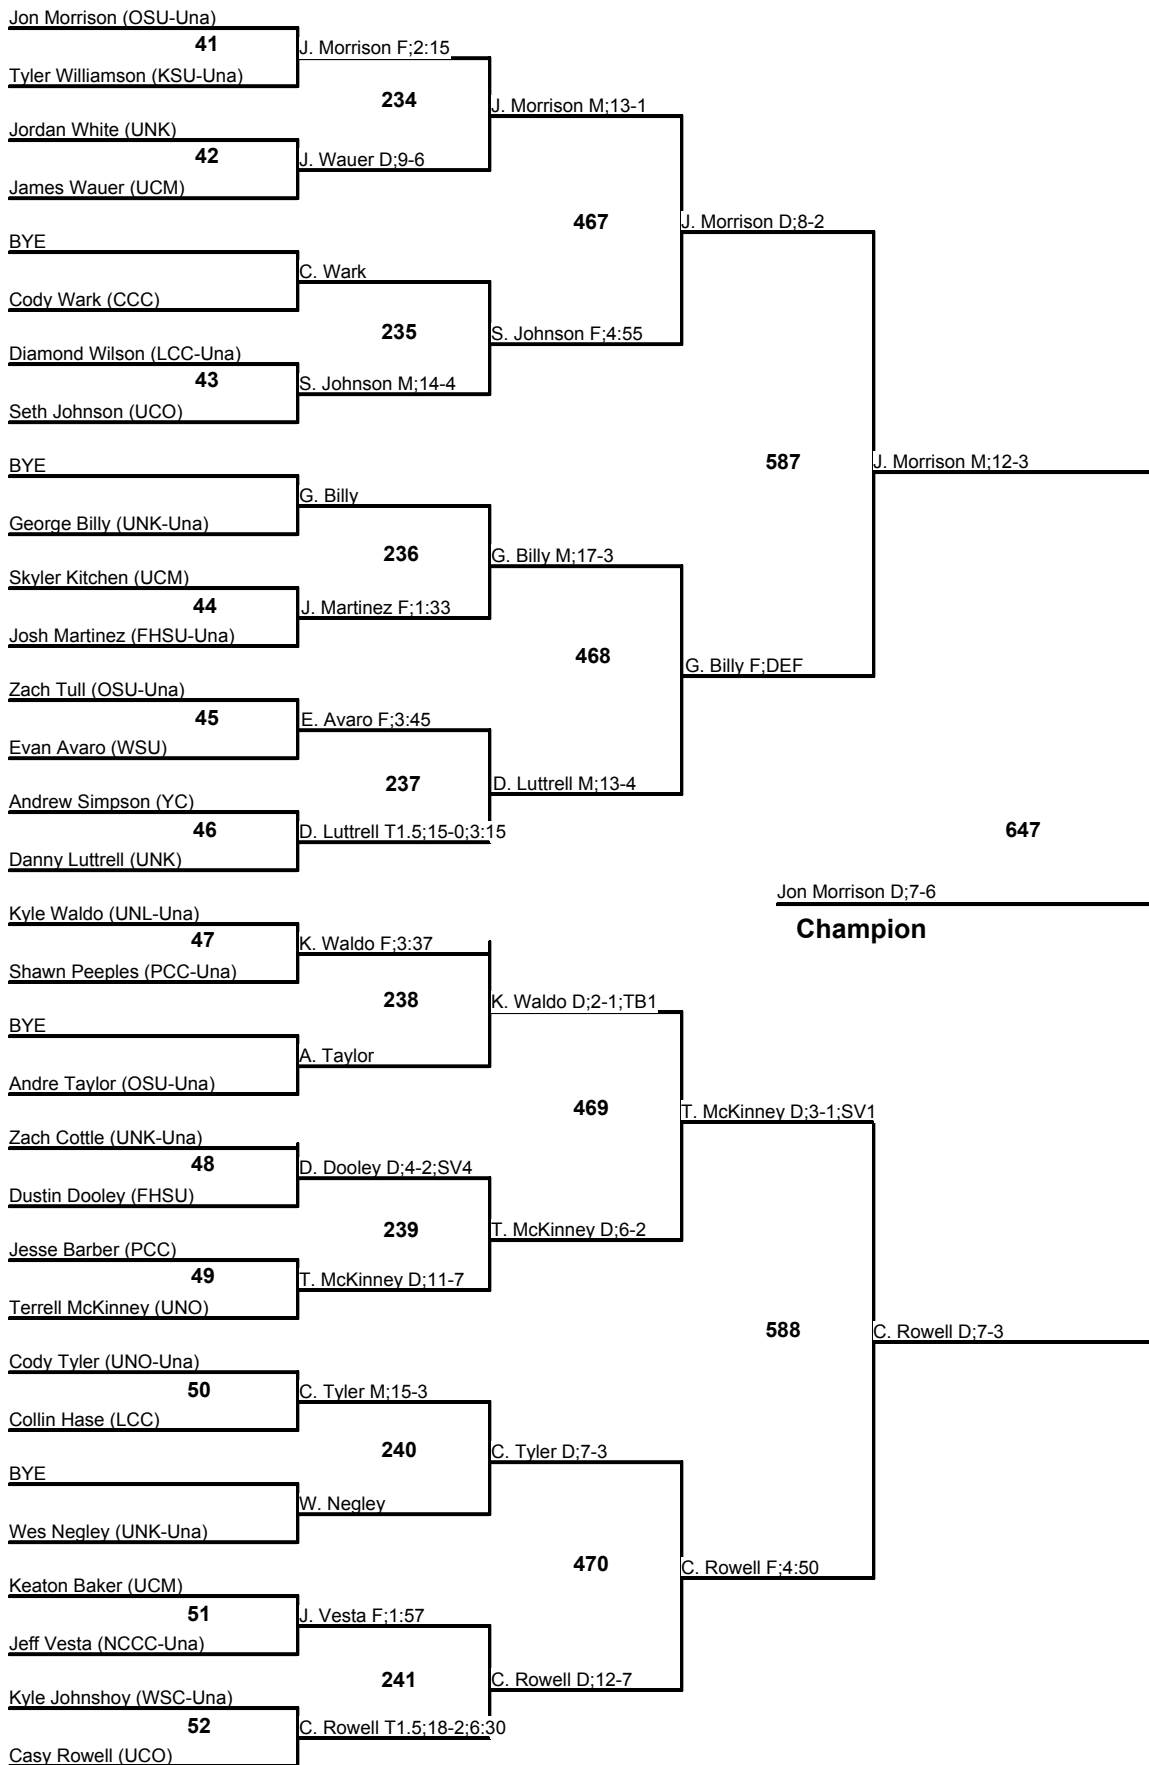 Jon Morrison (OSU-Una)
41
J. Morrison F;2:15
Tyler Williamson (KSU-Una)
234
J. Morrison M;13-1
Jordan White (UNK)
42
J. Wauer D;9-6
James Wauer (UCM)
467
J. Morrison D;8-2
BYE
C. Wark
Cody Wark (CCC)
235
S. Johnson F;4:55
Diamond Wilson (LCC-Una)
43
S. Johnson M;14-4
Seth Johnson (UCO)
587
J. Morrison M;12-3
BYE
G. Billy
George Billy (UNK-Una)
236
G. Billy M;17-3
Skyler Kitchen (UCM)
44
J. Martinez F;1:33
Josh Martinez (FHSU-Una)
468
G. Billy F;DEF
Zach Tull (OSU-Una)
45
E. Avaro F;3:45
Evan Avaro (WSU)
237
D. Luttrell M;13-4
Andrew Simpson (YC)
46
D. Luttrell T1.5;15-0;3:15
Danny Luttrell (UNK)
647
Jon Morrison D;7-6
Champion
Kyle Waldo (UNL-Una)
47
K. Waldo F;3:37
Shawn Peeples (PCC-Una)
238
K. Waldo D;2-1;TB1
BYE
A. Taylor
Andre Taylor (OSU-Una)
469
T. McKinney D;3-1;SV1
Zach Cottle (UNK-Una)
48
D. Dooley D;4-2;SV4
Dustin Dooley (FHSU)
239
T. McKinney D;6-2
Jesse Barber (PCC)
49
T. McKinney D;11-7
Terrell McKinney (UNO)
588
C. Rowell D;7-3
Cody Tyler (UNO-Una)
50
C. Tyler M;15-3
Collin Hase (LCC)
240
C. Tyler D;7-3
BYE
W. Negley
Wes Negley (UNK-Una)
470
C. Rowell F;4:50
Keaton Baker (UCM)
51
J. Vesta F;1:57
Jeff Vesta (NCCC-Una)
241
C. Rowell D;12-7
Kyle Johnshoy (WSC-Una)
52
C. Rowell T1.5;18-2;6:30
Casy Rowell (UCO)